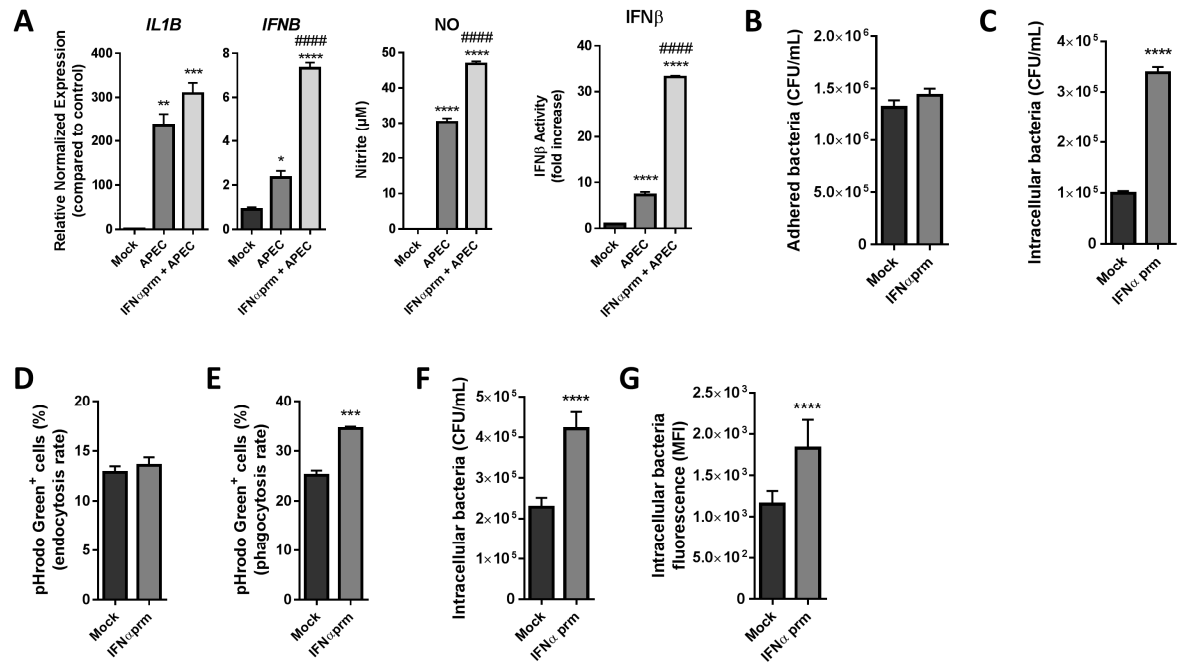 A
IL1B
Relative Normalized Expression
(compared to control)
400
300
200
100
0
**
***
Mock
APEC
IFNαprm + APEC
IFNB
8
6
4
2
0
*
####
****
Mock
APEC
IFNαprm + APEC
NO
Nitrite (µM)
60
40
20
0
****
####
****
Mock
APEC
IFNαprm + APEC
IFNβ
IFNβ Activity
(fold increase)
40
30
20
10
0
****
####
****
Mock
APEC
IFNαprm + APEC
B
Adhered bacteria (CFU/mL)
2.0×10⁶
1.5×10⁶
1.0×10⁶
5.0×10⁵
0
Mock
IFNαprm
C
Intracellular bacteria (CFU/mL)
4×10⁵
3×10⁵
2×10⁵
1×10⁵
0
****
Mock
IFNα prm
D
pHrodo Green⁺ cells (%)
(endocytosis rate)
20
15
10
5
0
Mock
IFNαprm
E
pHrodo Green⁺ cells (%)
(phagocytosis rate)
40
30
20
10
0
***
Mock
IFNαprm
F
Intracellular bacteria (CFU/mL)
5×10⁵
4×10⁵
3×10⁵
2×10⁵
1×10⁵
0
****
Mock
IFNα prm
G
Intracellular bacteria
fluorescence (MFI)
2.5×10³
2.0×10³
1.5×10³
1.0×10³
5.0×10²
0
****
Mock
IFNα prm